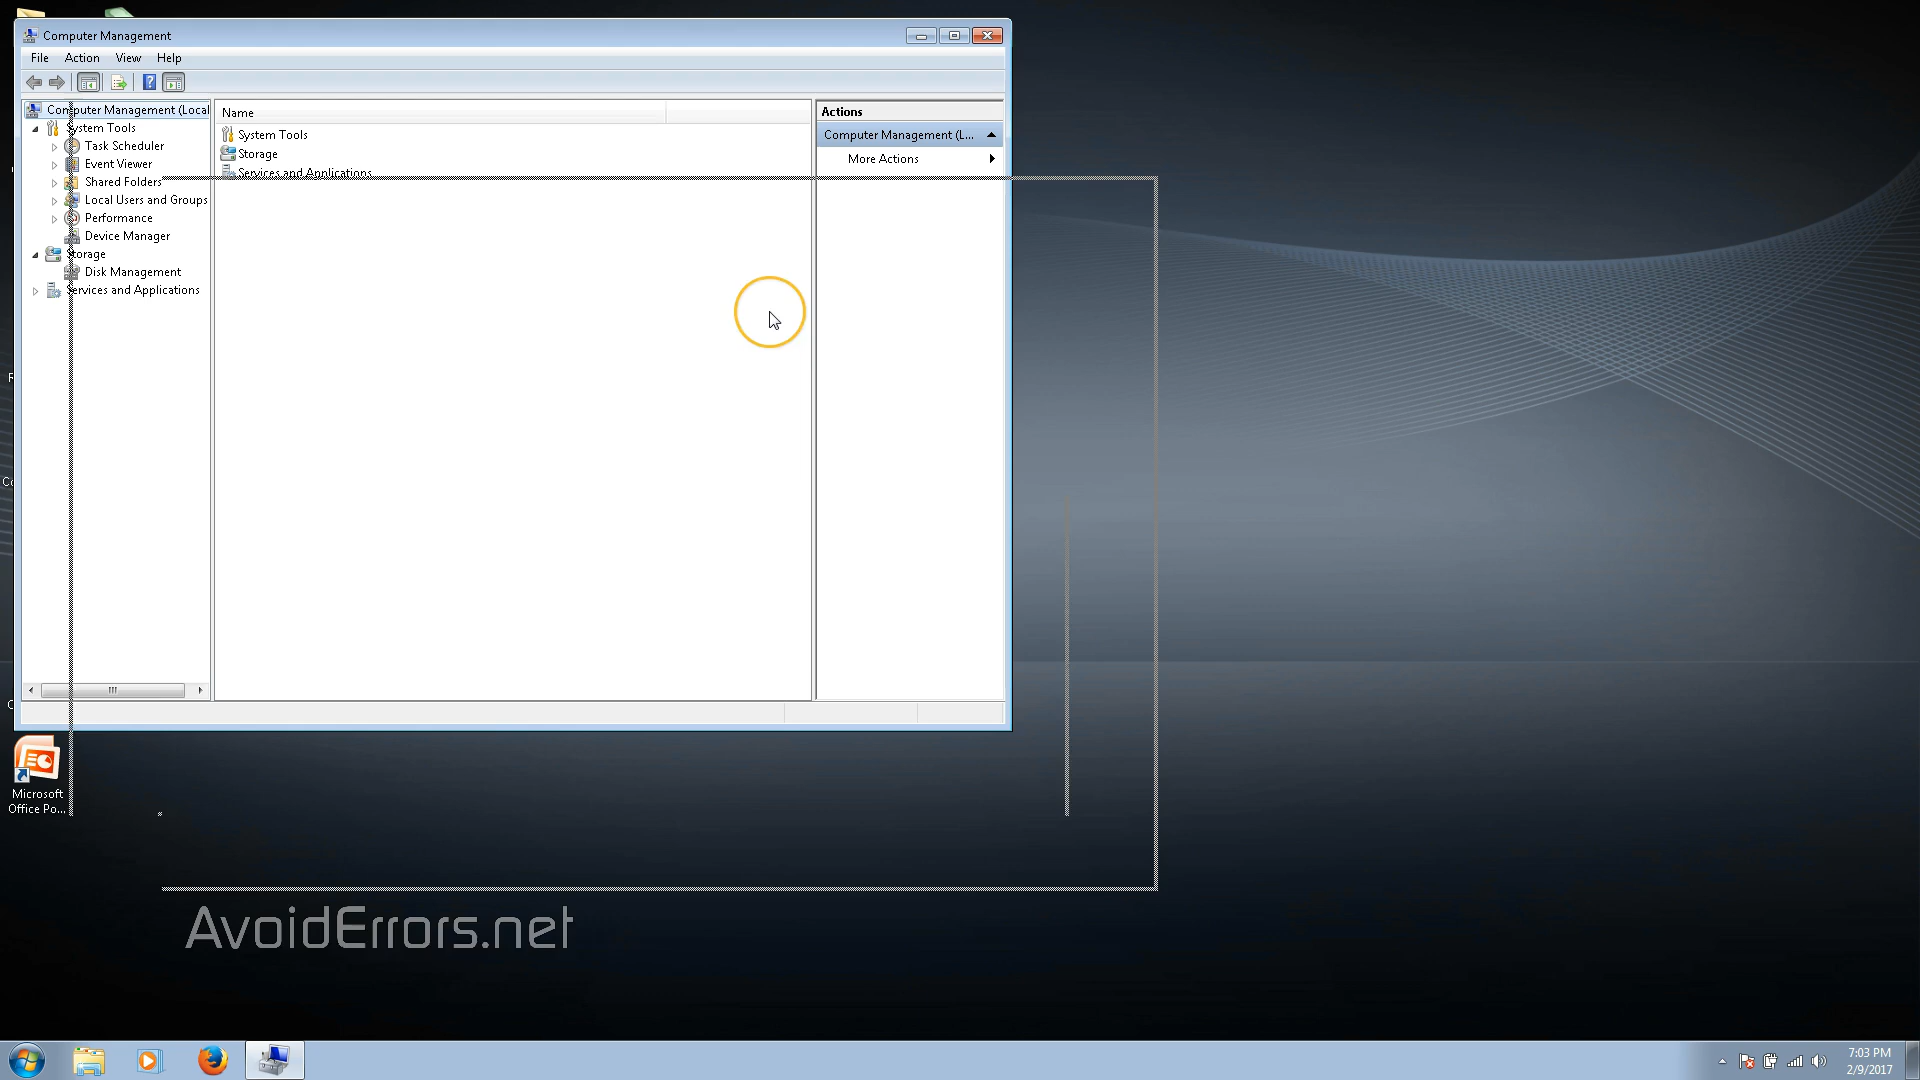 Computer Management
File Action View Help
Computer Management (Local
System Tools
Task Scheduler
Event Viewer
Shared Folders
Local Users and Groups
Performance
Device Manager
Storage
Disk Management
Services and Applications
Name
System Tools
Storage
Services and Applications
Actions
Computer Management (L...
More Actions
Microsoft
Office Po...
AvoidErrors.net
7:03 PM
2/9/2017